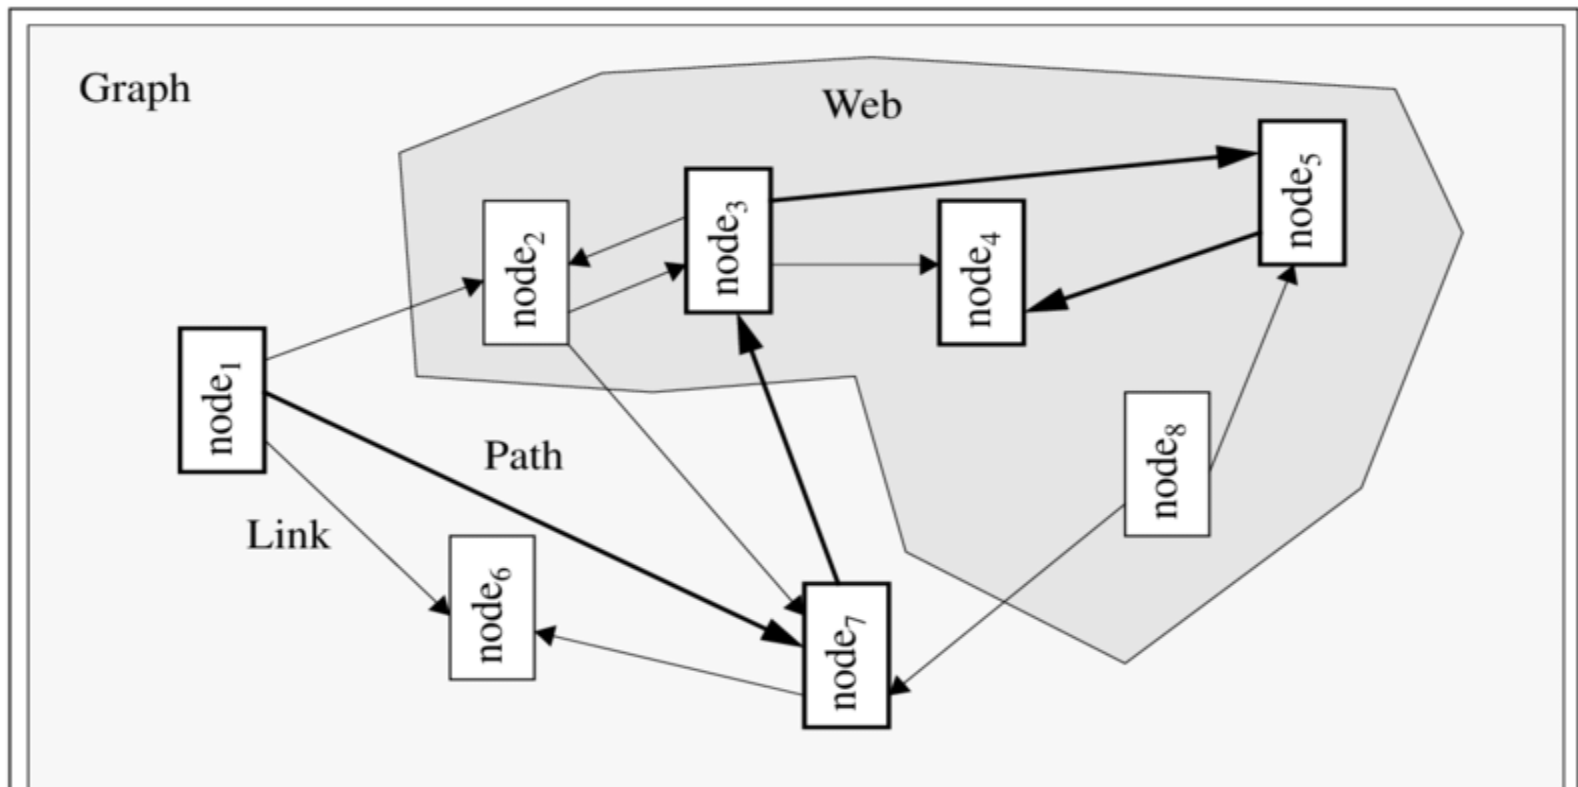 Graph
Web
node₅
node₃
node₂
node₄
node₁
node₈
Path
Link
node₆
node₇